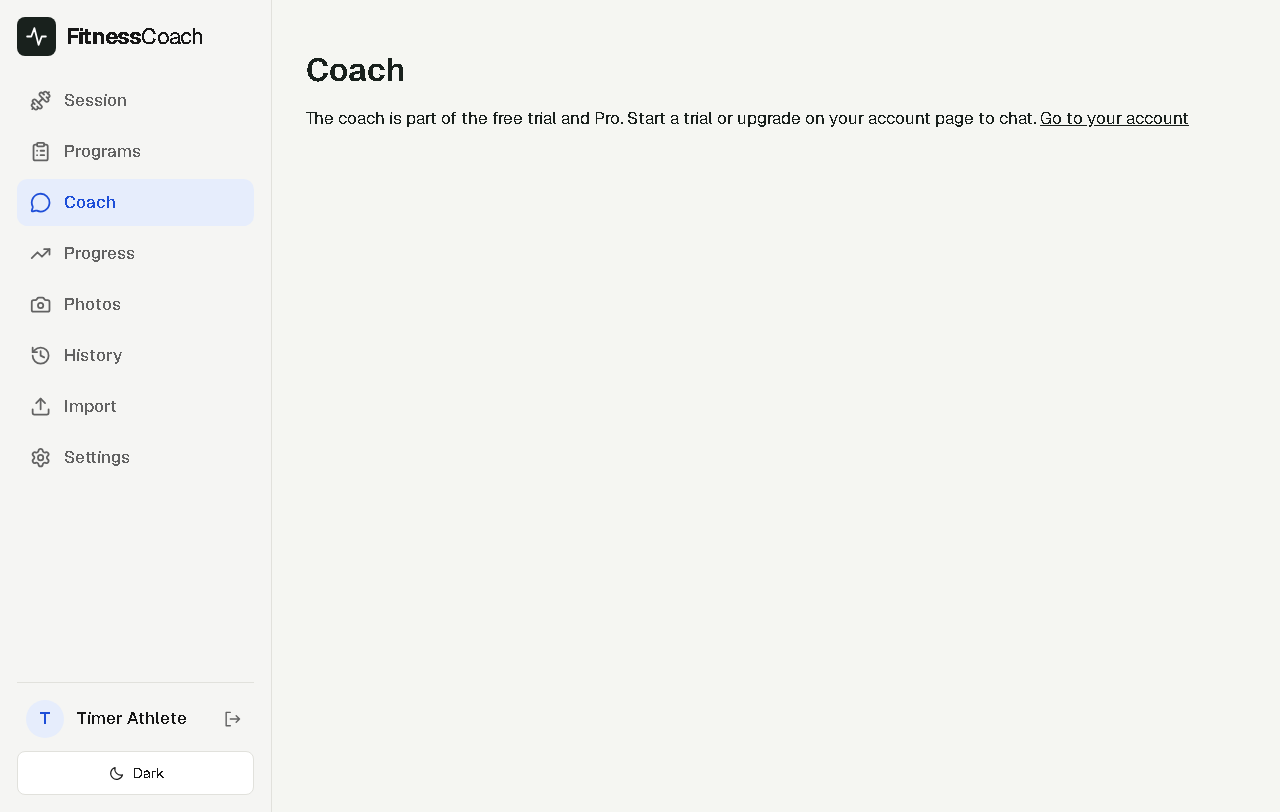 FitnessCoach
Session
Programs
Coach
Progress
Photos
History
Import
Settings
T
Timer Athlete
Dark
Coach
The coach is part of the free trial and Pro. Start a trial or upgrade on your account page to chat. Go to your account